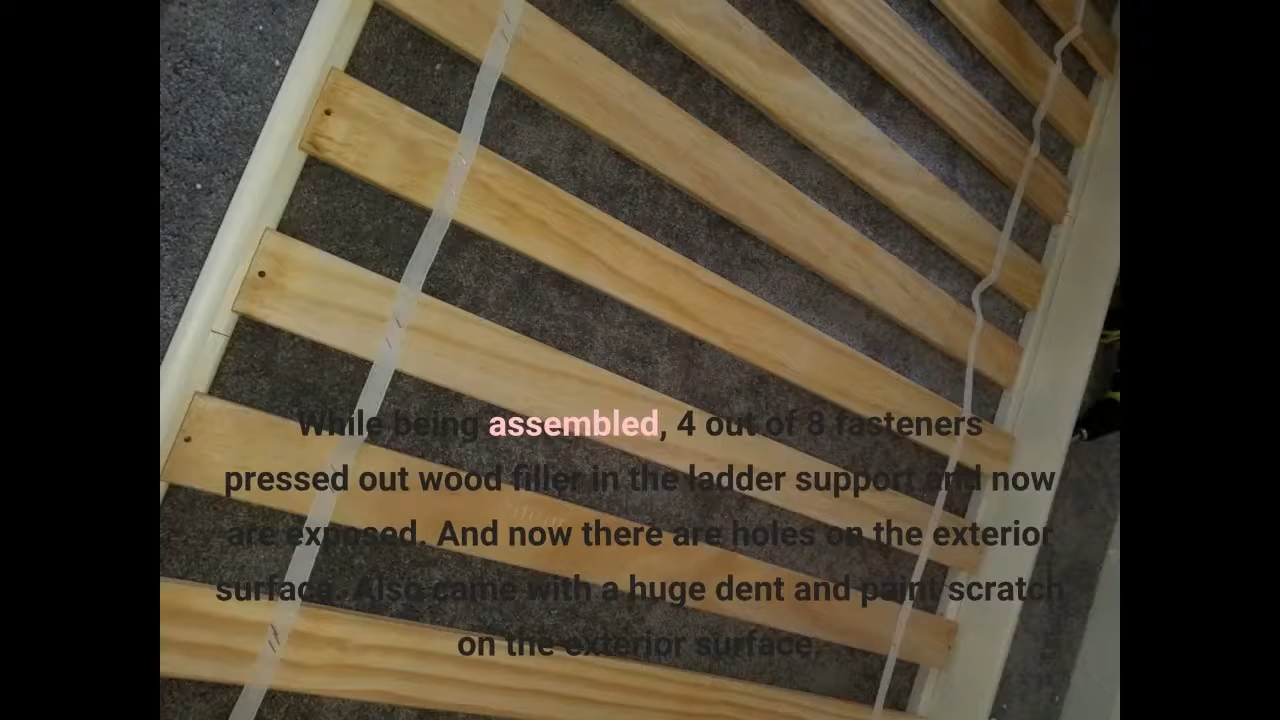 While being assembled, 4 out of 8 fasteners
pressed out wood filler in the ladder support and now
are exposed. And now there are holes on the exterior
surface. Also came with a huge dent and paint scratch
on the exterior surface.